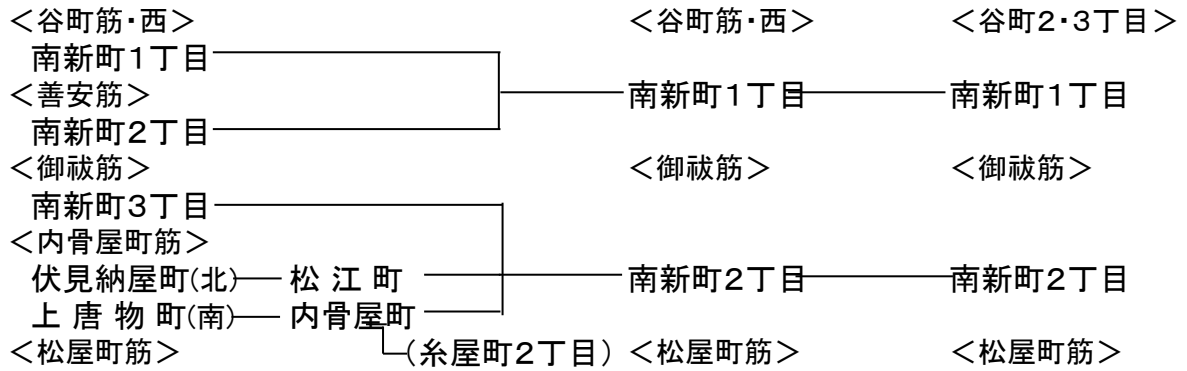 ＜谷町筋・西＞ ＜谷町筋・西＞ ＜谷町２・３丁目＞
南新町１丁目
＜善安筋＞ 南新町１丁目 南新町１丁目
南新町２丁目
＜御祓筋＞ ＜御祓筋＞ ＜御祓筋＞
南新町３丁目
＜内骨屋町筋＞
伏見納屋町(北) 松江町 南新町２丁目 南新町２丁目
上唐物町(南) 内骨屋町
＜松屋町筋＞ （糸屋町２丁目） ＜松屋町筋＞ ＜松屋町筋＞